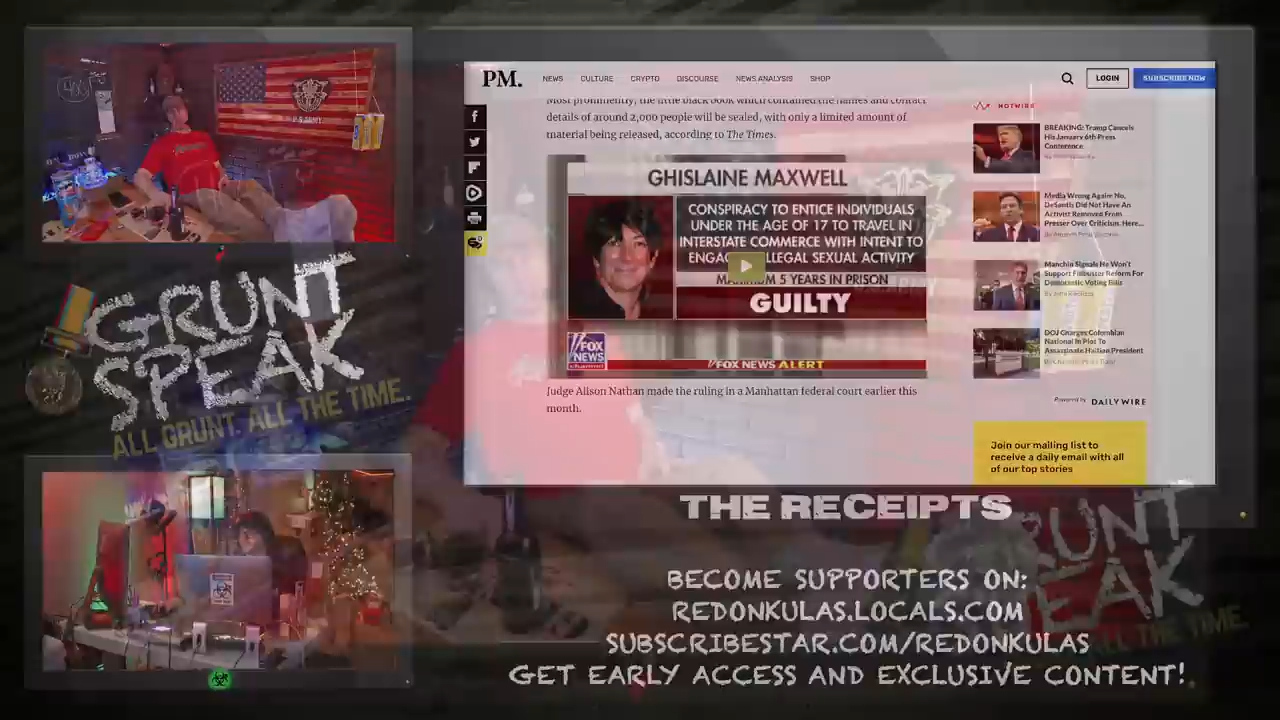 PM.
NEWS CULTURE CRYPTO DISCOURSE NEWS ANALYSIS SHOP
LOGIN
SUBSCRIBE NOW
Most prominently, the little black book which contained the names and contact
details of around 2,000 people will be sealed, with only a limited amount of
material being released, according to The Times.
GHISLAINE MAXWELL
CONSPIRACY TO ENTICE INDIVIDUALS
UNDER THE AGE OF 17 TO TRAVEL IN
INTERSTATE COMMERCE WITH INTENT TO
ILLEGAL SEXUAL ACTIVITY
5 YEARS IN PRISON
GUILTY
FOX
NEWS
FOX NEWS ALERT
Judge Alison Nathan made the ruling in a Manhattan federal court earlier this
month.
HOTWIRE
BREAKING: Trump Cancels
His January 6th Press
Conference
Media Wrong Again: No,
DeSantis Did Not Have An
Activist Removed From
Presser Over Criticism. Here...
Manchin Signals He Won't
Support Filibuster Reform For
Democratic Voting Bills
DOJ Charges Colombian
National In Plot To
Assassinate Haitian President
Powered by DAILYWIRE
Join our mailing list to
receive a daily email with all
of our top stories
GRUNT
SPEAK
ALL GRUNT. ALL THE TIME.
THE RECEIPTS
BECOME SUPPORTERS ON:
REDONKULAS.LOCALS.COM
SUBSCRIBESTAR.COM/REDONKULAS
GET EARLY ACCESS AND EXCLUSIVE CONTENT!